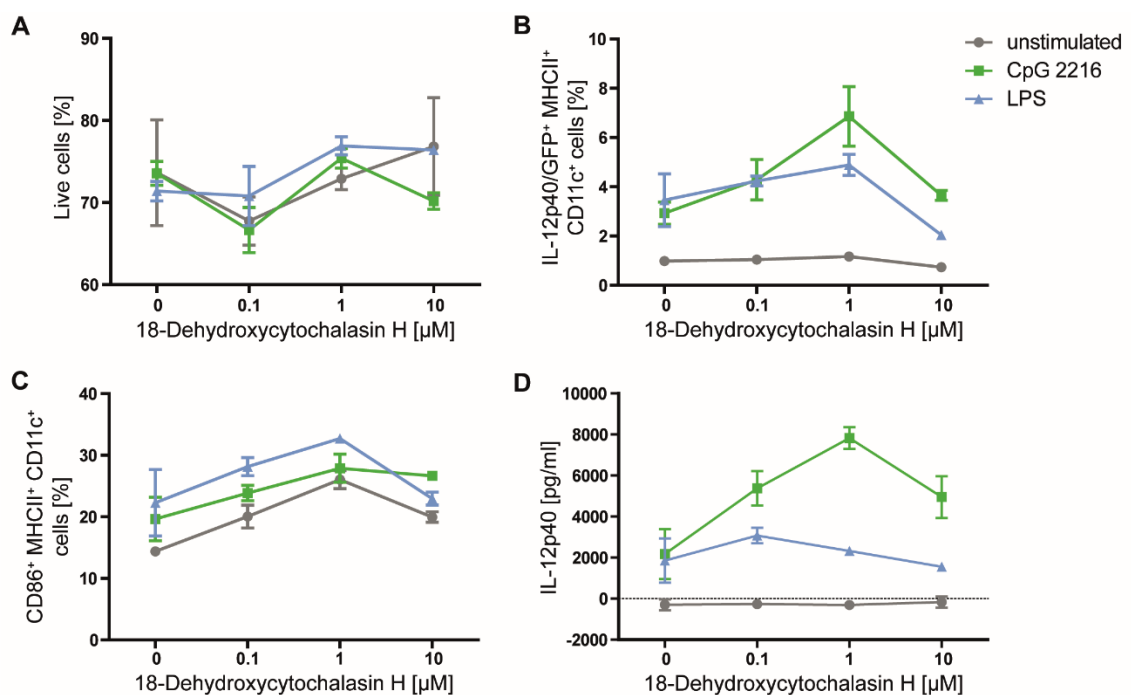 A
Live cells [%]
90
80
70
60
0 0.1 1 10
18-Dehydroxycytochalasin H [µM]
B
IL-12p40/GFP⁺ MHCII⁺
CD11c⁺ cells [%]
10
8
6
4
2
0
0 0.1 1 10
18-Dehydroxycytochalasin H [µM]
unstimulated
CpG 2216
LPS
C
CD86⁺ MHCII⁺ CD11c⁺
cells [%]
40
30
20
10
0
0 0.1 1 10
18-Dehydroxycytochalasin H [µM]
D
IL-12p40 [pg/ml]
10000
8000
6000
4000
2000
0
-2000
0 0.1 1 10
18-Dehydroxycytochalasin H [µM]